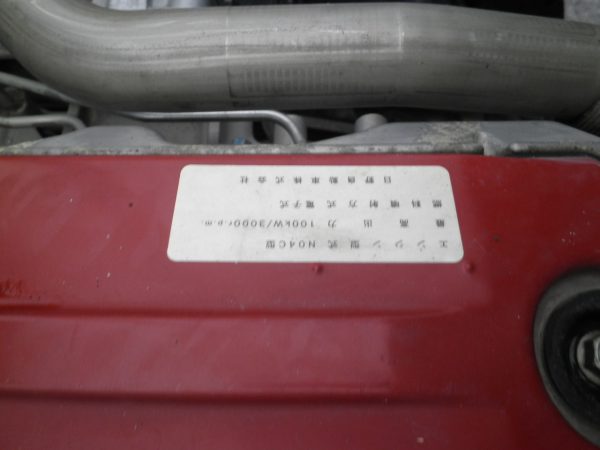 エンジン型式 N04C型
最高出力 100kW/3000r.p.m.
燃料噴射方式 電子式
日野自動車株式会社